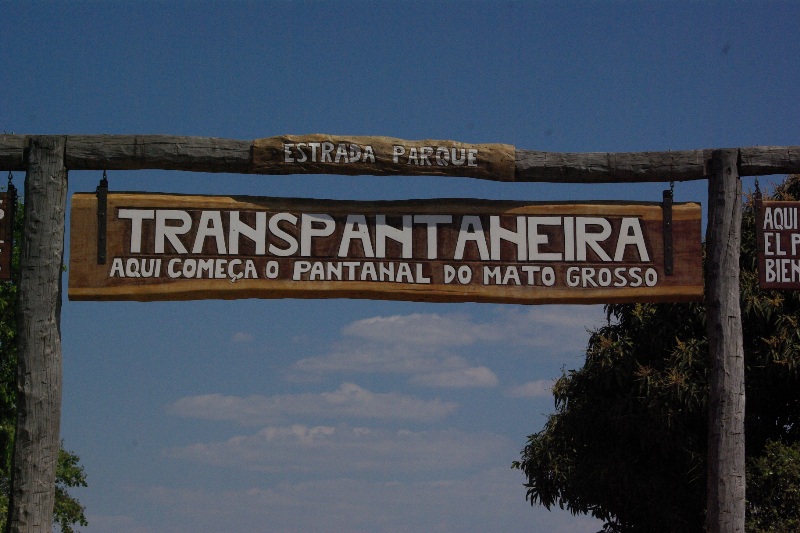 ESTRADA PARQUE
TRANSPANTANEIRA
AQUI COMEÇA O PANTANAL DO MATO GROSSO
AQUI
EL
BIEN